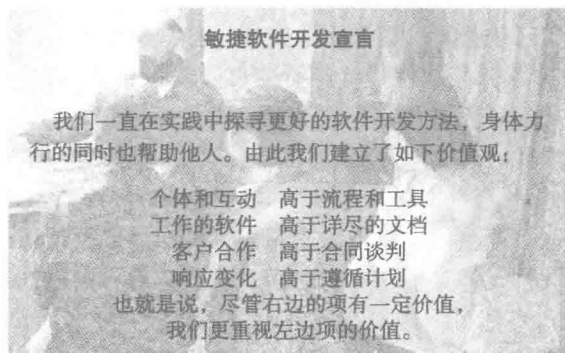 敏捷软件开发宣言
我们一直在实践中探寻更好的软件开发方法，身体力
行的同时也帮助他人。由此我们建立了如下价值观：
个体和互动 高于流程和工具
工作的软件 高于详尽的文档
客户合作 高于合同谈判
响应变化 高于遵循计划
也就是说，尽管右边的项有一定价值，
我们更重视左边项的价值。